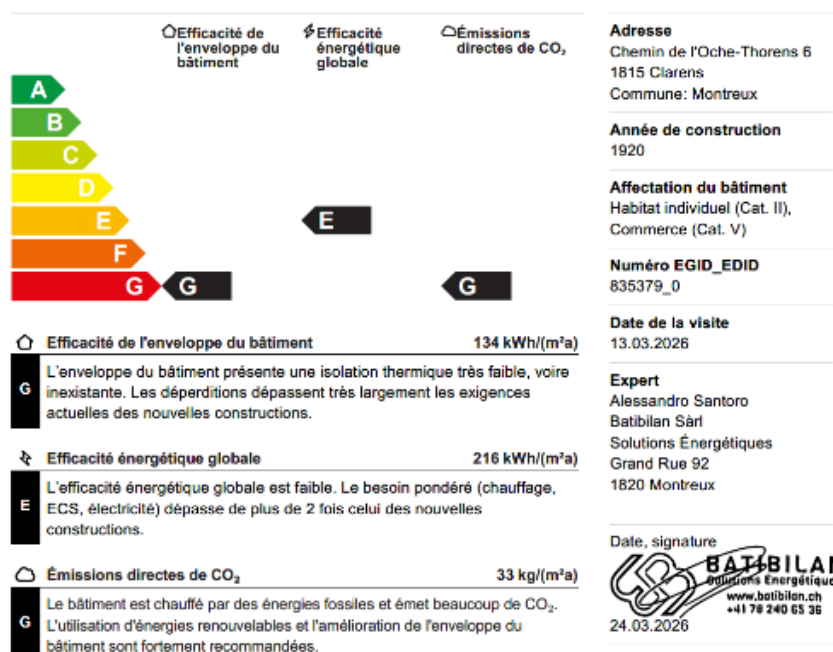 Efficacité de
l'enveloppe du
bâtiment
Efficacité
énergétique
globale
Émissions
directes de CO₂
A
B
C
D
E
E
F
G
G
G
Efficacité de l'enveloppe du bâtiment 134 kWh/(m²a)
G
L'enveloppe du bâtiment présente une isolation thermique très faible, voire
inexistante. Les déperditions dépassent très largement les exigences
actuelles des nouvelles constructions.
Efficacité énergétique globale 216 kWh/(m²a)
E
L'efficacité énergétique globale est faible. Le besoin pondéré (chauffage,
ECS, électricité) dépasse de plus de 2 fois celui des nouvelles
constructions.
Émissions directes de CO₂ 33 kg/(m²a)
G
Le bâtiment est chauffé par des énergies fossiles et émet beaucoup de CO₂.
L'utilisation d'énergies renouvelables et l'amélioration de l'enveloppe du
bâtiment sont fortement recommandées.
Adresse
Chemin de l'Oche-Thorens 6
1815 Clarens
Commune: Montreux
Année de construction
1920
Affectation du bâtiment
Habitat individuel (Cat. II),
Commerce (Cat. V)
Numéro EGID_EDID
835379_0
Date de la visite
13.03.2026
Expert
Alessandro Santoro
Batibilan Sàrl
Solutions Énergétiques
Grand Rue 92
1820 Montreux
Date, signature
BATIBILAN
Solutions Energétique
www.batibilan.ch
+41 78 240 65 36
24.03.2026